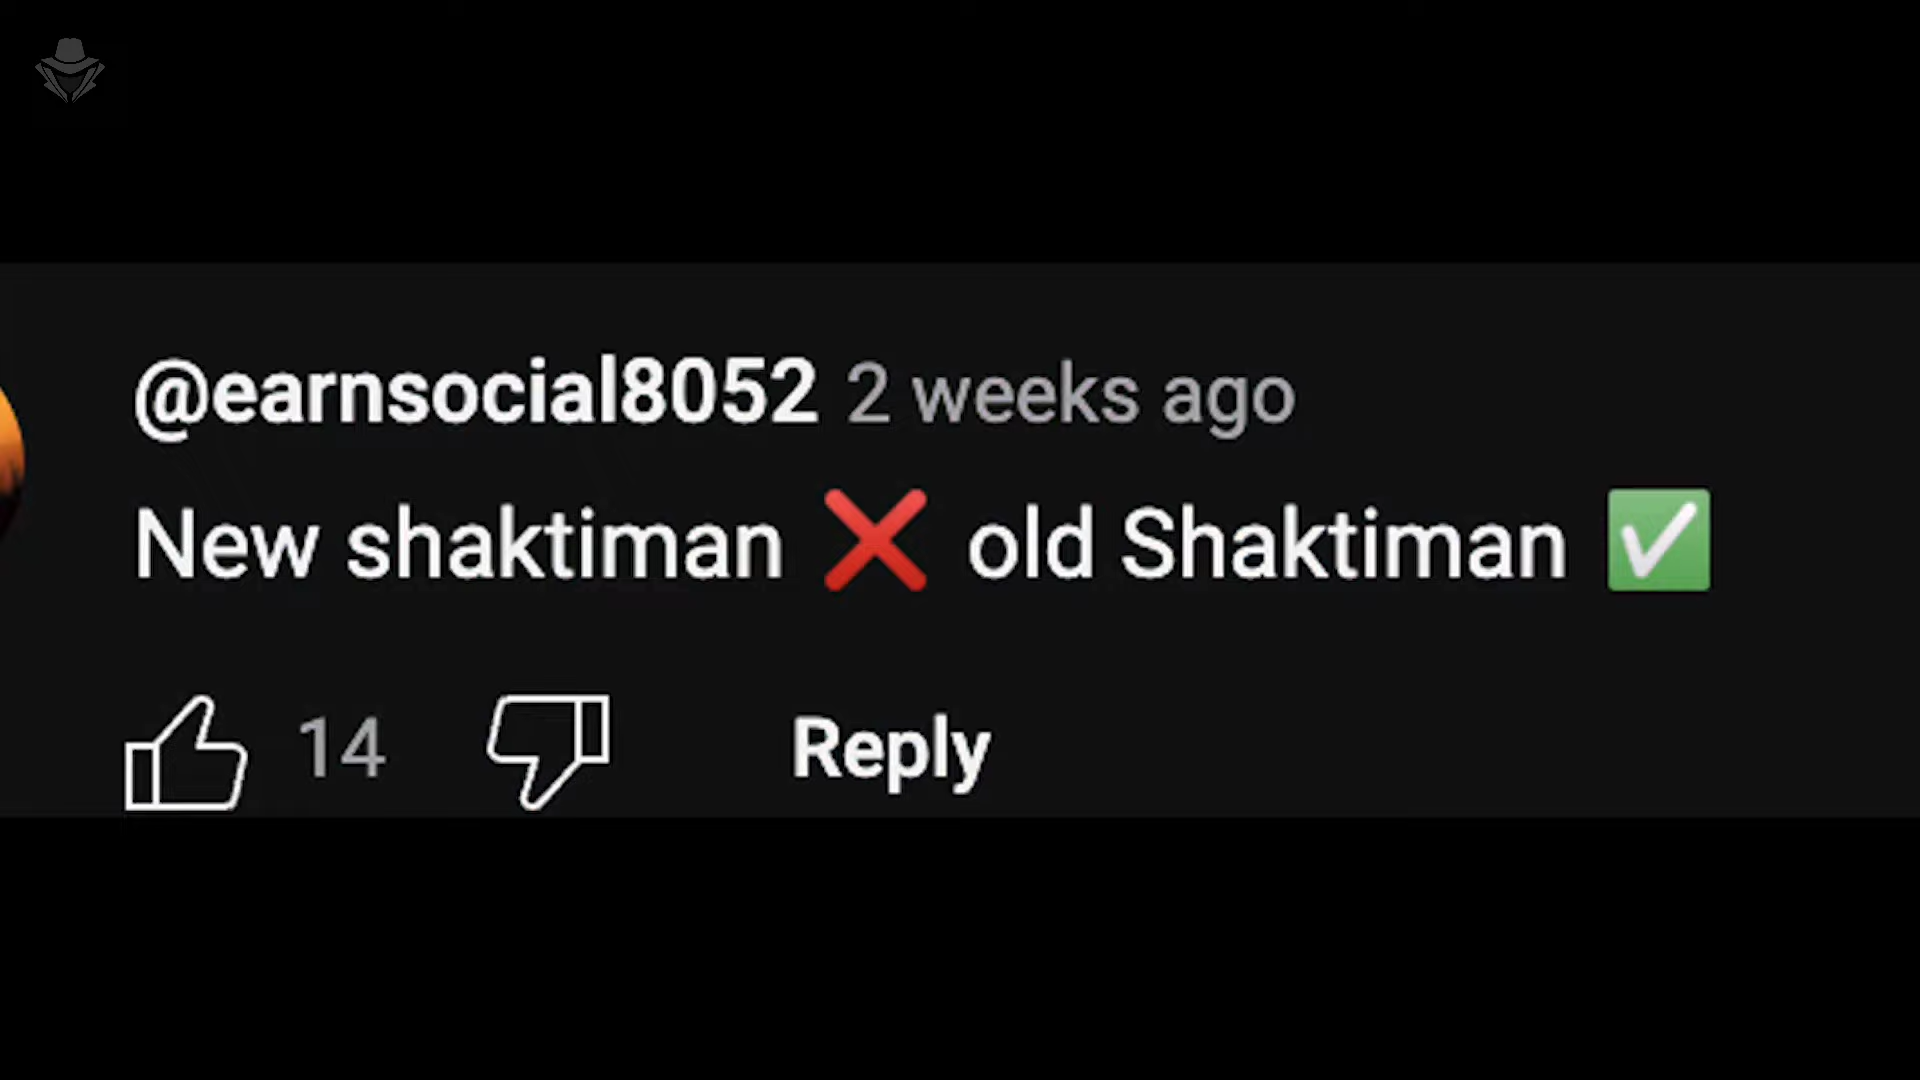 @earnsocial8052 2 weeks ago
New shaktiman ❌ old Shaktiman ✅
14 Reply